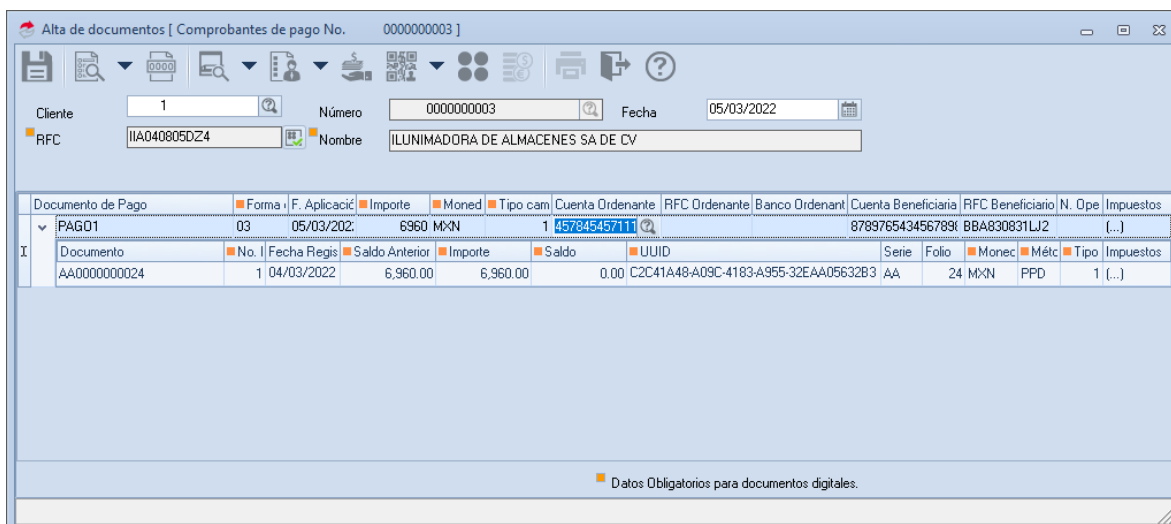 Alta de documentos [ Comprobantes de pago No. 0000000003 ]
Cliente 1 Número 0000000003 Fecha 05/03/2022
RFC IIA040805DZ4 Nombre ILUNIMADORA DE ALMACENES SA DE CV
Documento de Pago Forma F. Aplicació Importe Moned Tipo cam Cuenta Ordenante RFC Ordenante Banco Ordenant Cuenta Beneficiaria RFC Beneficiario N. Ope Impuestos
PAGO1 03 05/03/202 6960 MXN 1 457845457111 8789765434567890 BBA830831LJ2 (...)
Documento No. Fecha Regis Saldo Anterior Importe Saldo UUID Serie Folio Monec Métc Tipo Impuestos
AA0000000024 1 04/03/2022 6,960.00 6,960.00 0.00 C2C41A48-A09C-4183-A955-32EAA05632B3 AA 24 MXN PPD 1 (...)
Datos Obligatorios para documentos digitales.